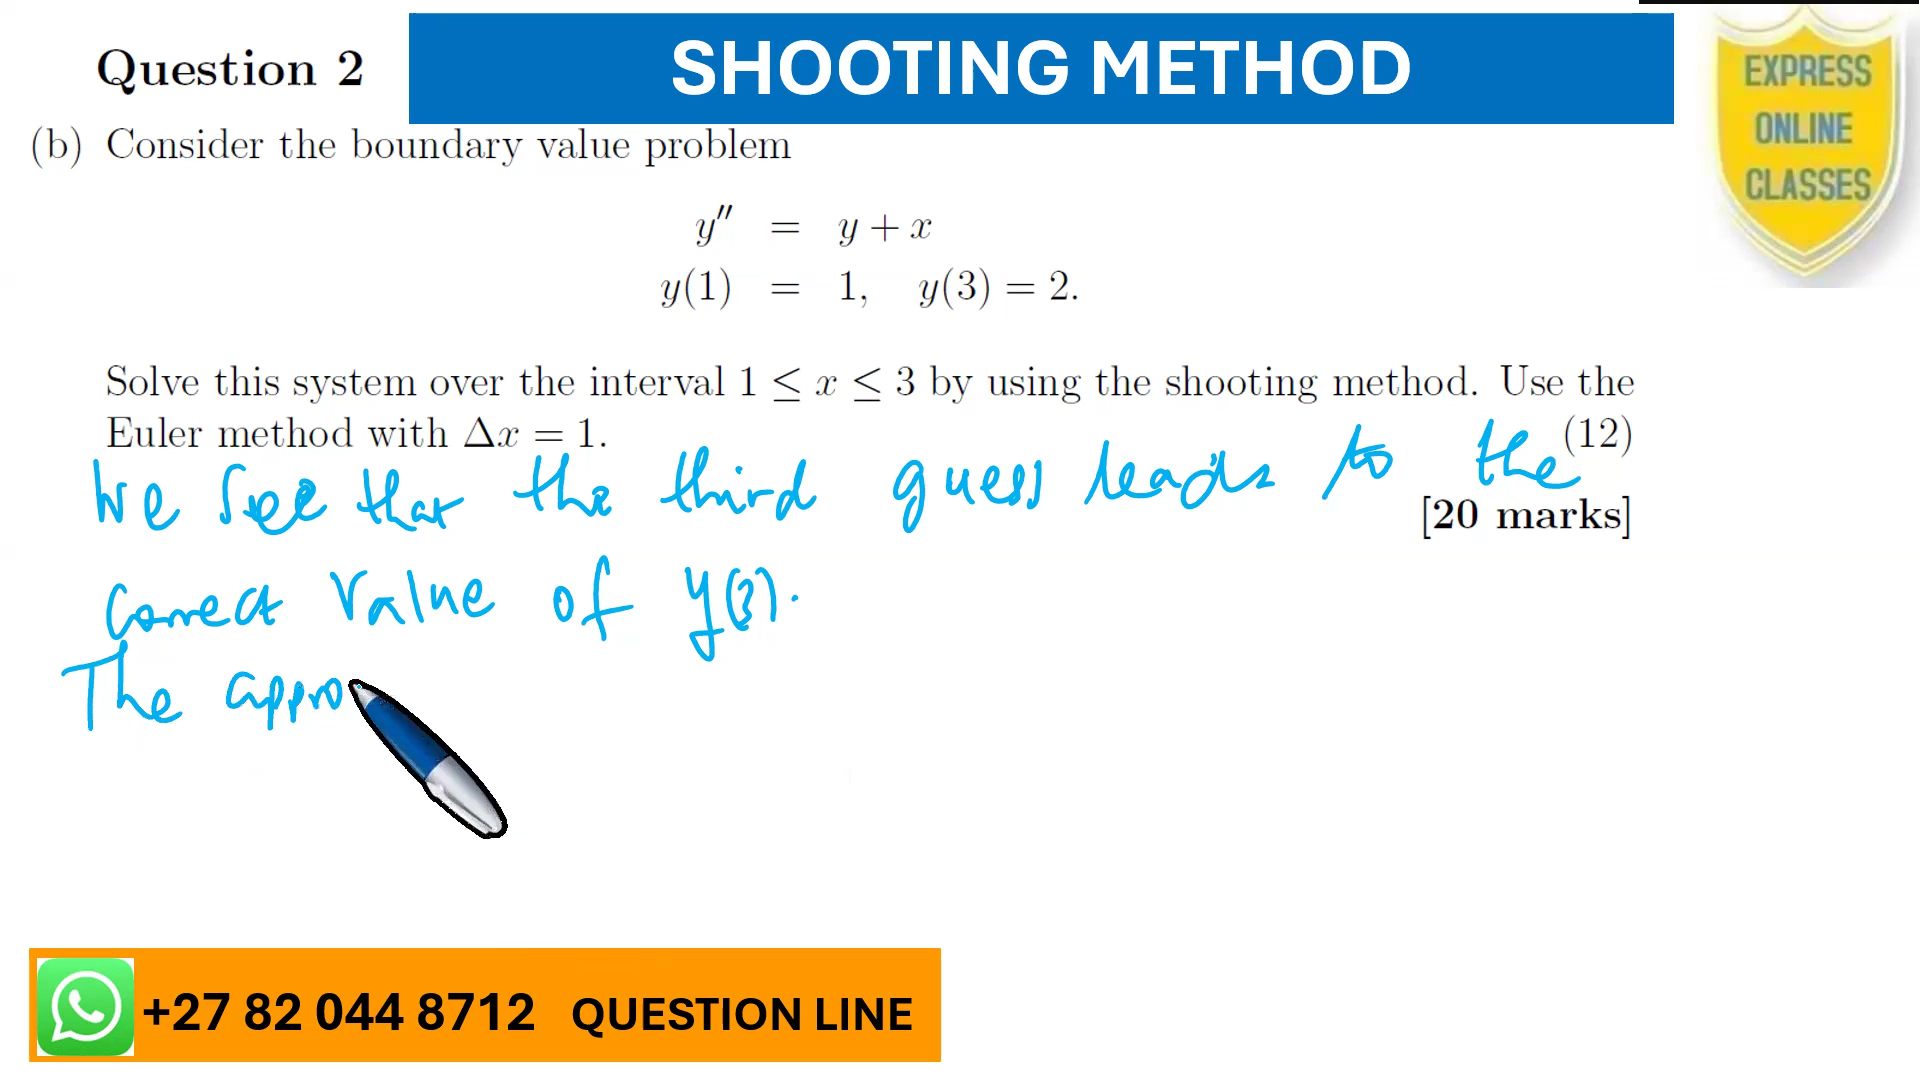 Question 2
SHOOTING METHOD
EXPRESS
ONLINE
CLASSES
(b) Consider the boundary value problem
y″ = y + x
y(1) = 1, y(3) = 2.
Solve this system over the interval 1 ≤ x ≤ 3 by using the shooting method. Use the
Euler method with Δx = 1. (12)
We see that the third guess leads to the
[20 marks]
correct value of y(3).
The appro
+27 82 044 8712 QUESTION LINE